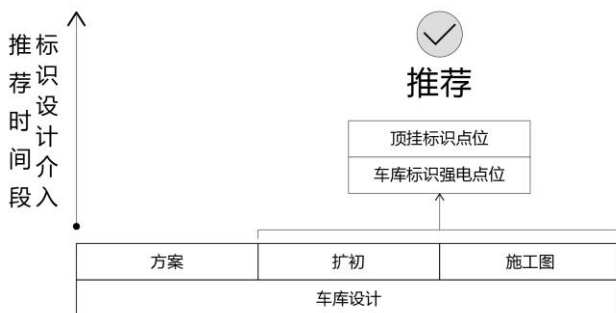 标识设计介入
推荐时间段
推荐
顶挂标识点位
车库标识强电点位
方案
扩初
施工图
车库设计